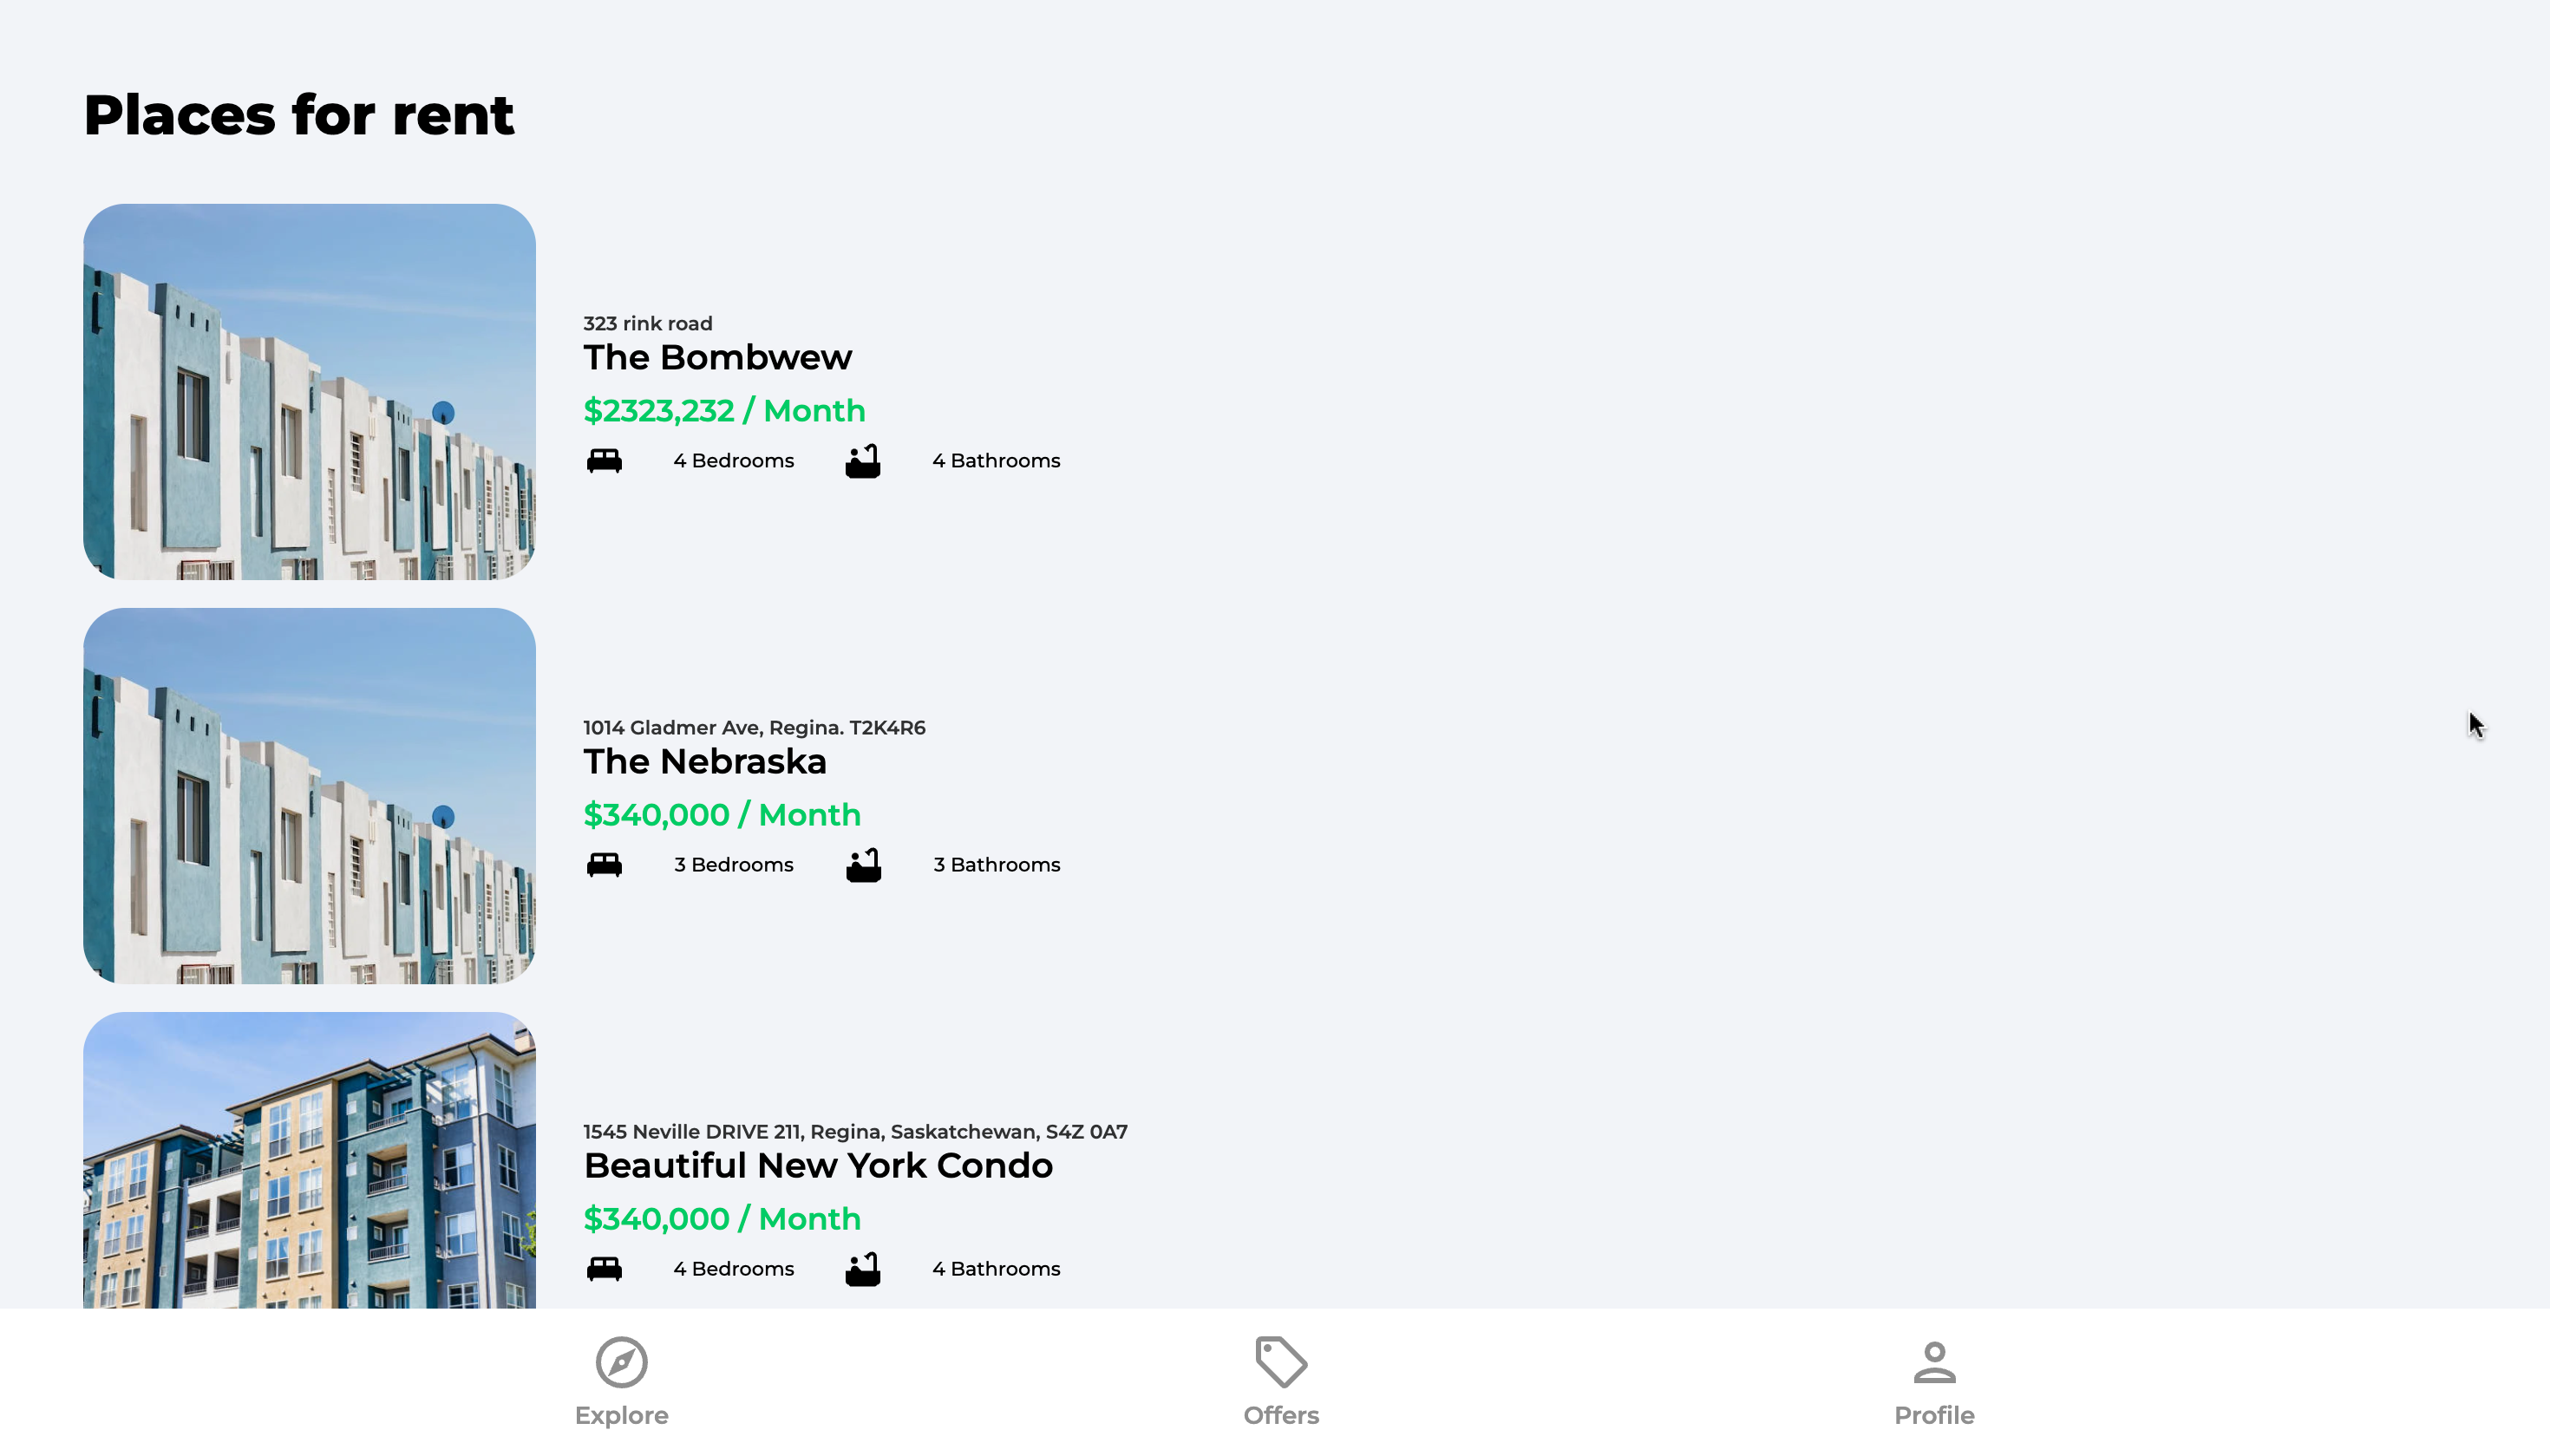 Places for rent
323 rink road
The Bombwew
$2323,232 / Month
4 Bedrooms 4 Bathrooms
1014 Gladmer Ave, Regina. T2K4R6
The Nebraska
$340,000 / Month
3 Bedrooms 3 Bathrooms
1545 Neville DRIVE 211, Regina, Saskatchewan, S4Z 0A7
Beautiful New York Condo
$340,000 / Month
4 Bedrooms 4 Bathrooms
Explore Offers Profile